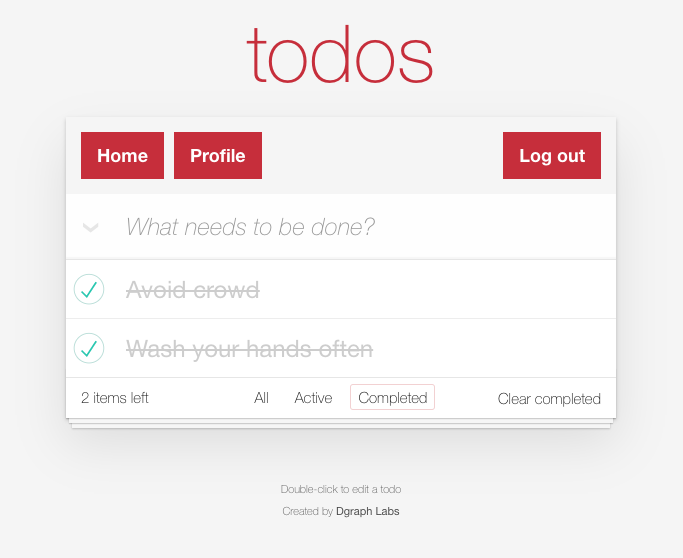 todos
Home Profile Log out
What needs to be done?
Avoid crowd
Wash your hands often
2 items left All Active Completed Clear completed
Double-click to edit a todo
Created by Dgraph Labs